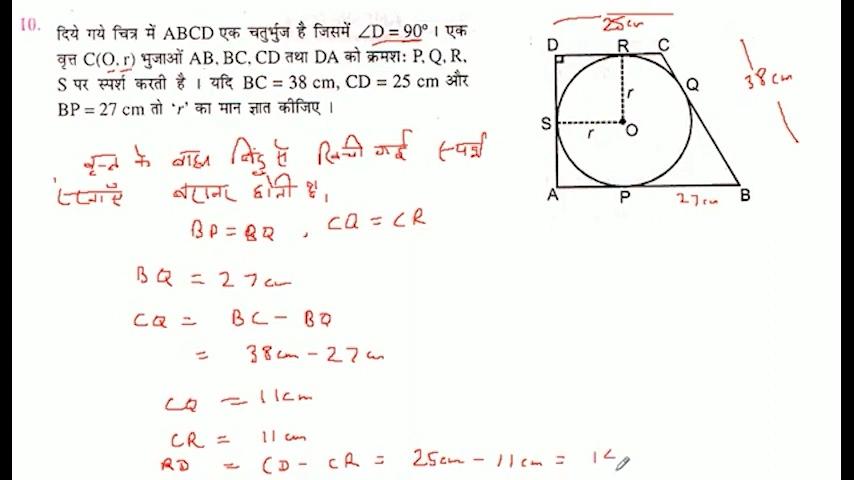 10. दिये गये चित्र में ABCD एक चतुर्भुज है जिसमें ∠D = 90° । एक
वृत्त C(O, r) भुजाओं AB, BC, CD तथा DA को क्रमशः P, Q, R,
S पर स्पर्श करती है । यदि BC = 38 cm, CD = 25 cm और
BP = 27 cm तो 'r' का मान ज्ञात कीजिए ।
25cm
D R C
38cm
Q
r
S r O
A P 27cm B
वृत्त के बाह्य बिंदु से खिची गई स्पर्श
रेखाएँ बराबर होती है।
BP = BQ , CQ = CR
BQ = 27cm
CQ = BC - BQ
= 38cm - 27cm
CQ = 11cm
CR = 11cm
RD = CD - CR = 25cm - 11cm = 14